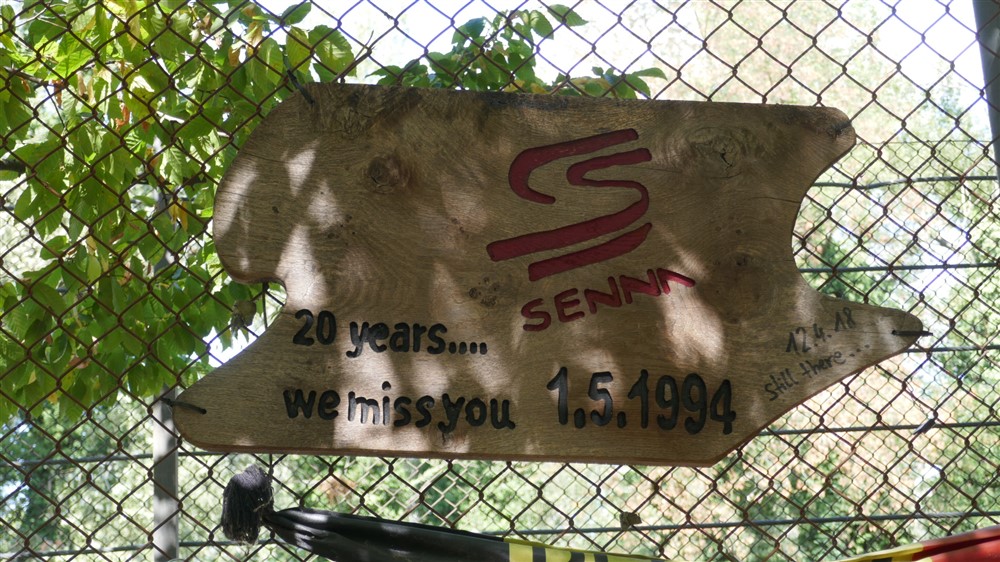 SENNA
20 years....
we miss you 1.5.1994
12.4.18
still there...